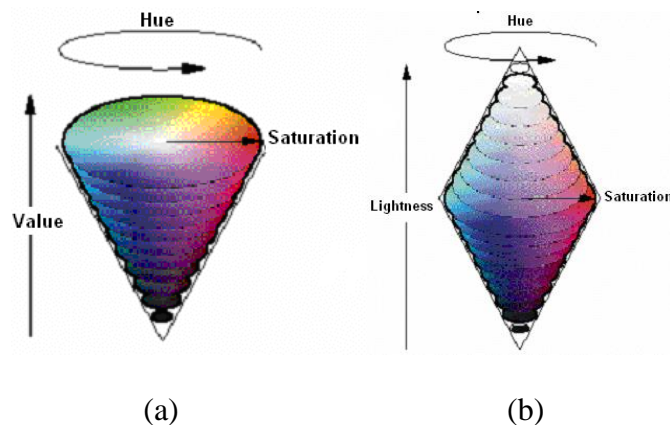 Hue
Saturation
Value
(a)
Hue
Saturation
Lightness
(b)